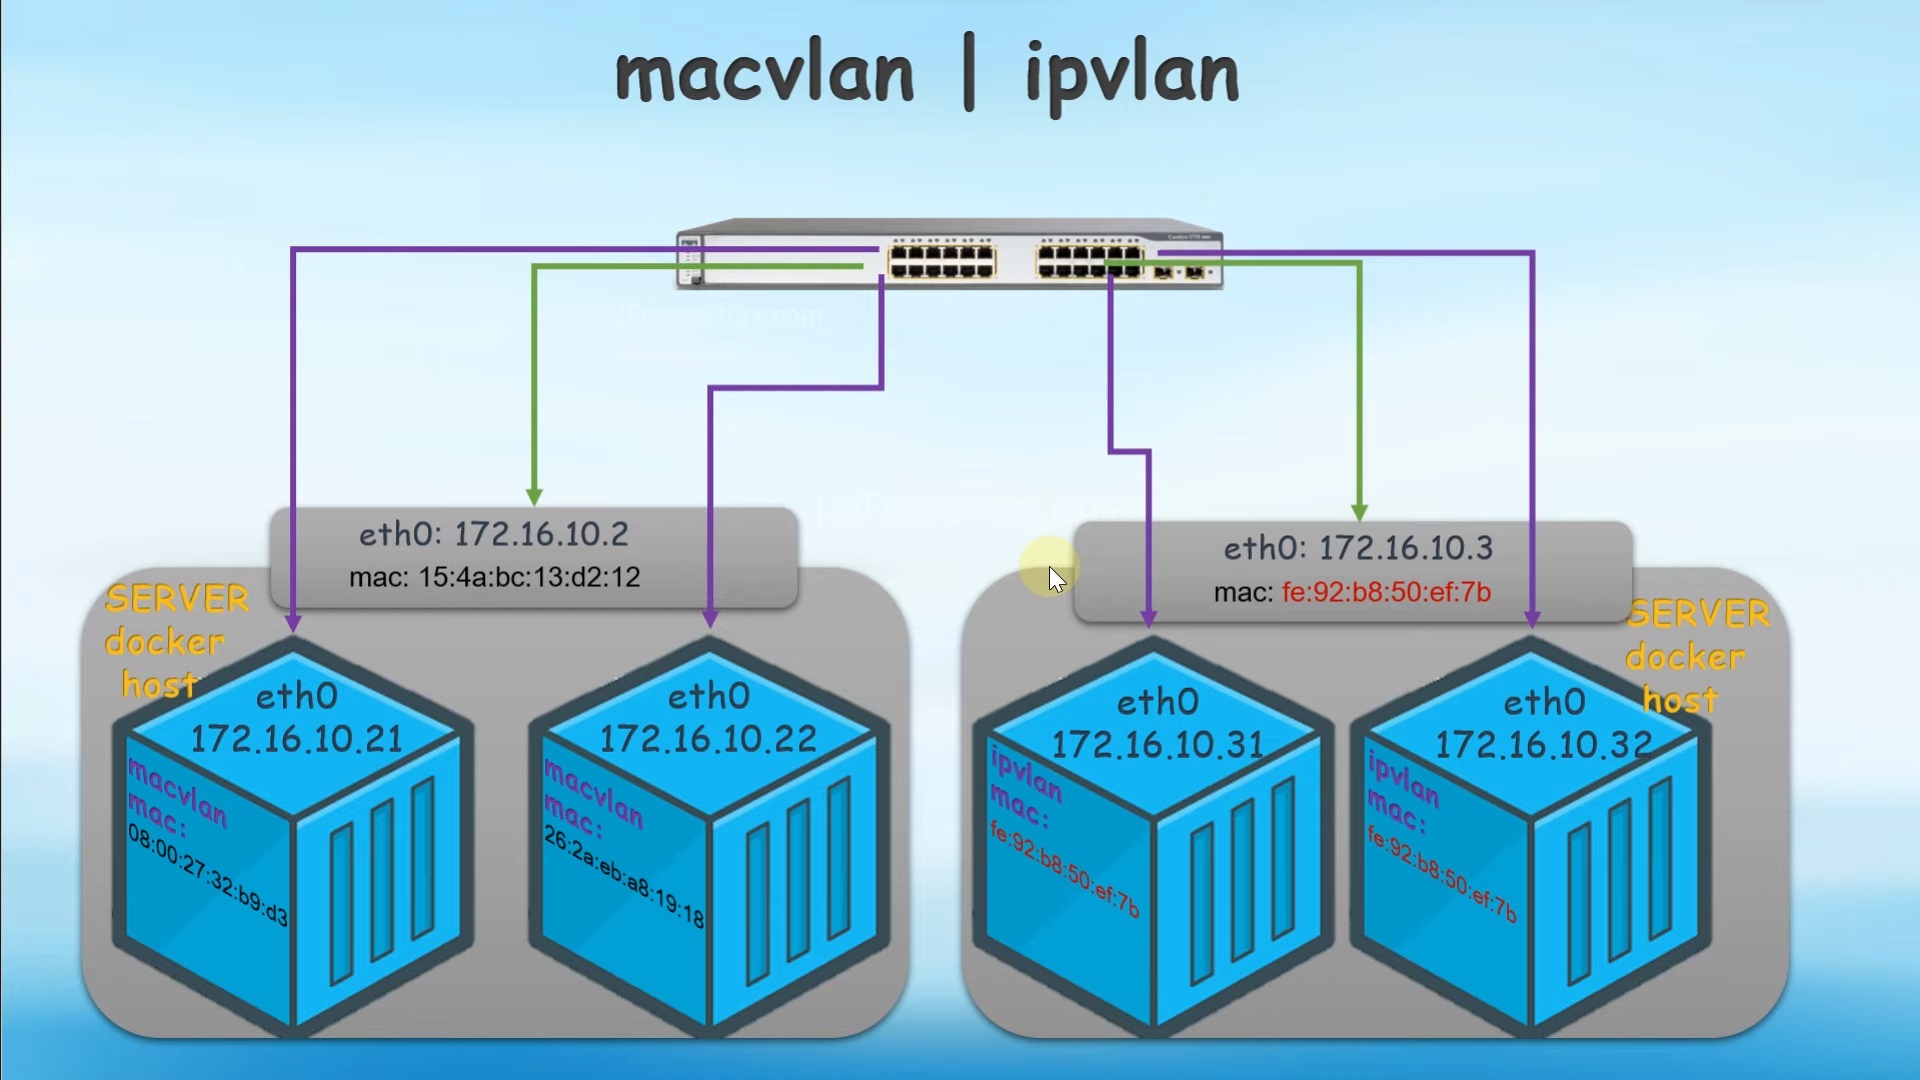 macvlan | ipvlan
eth0: 172.16.10.2
mac: 15:4a:bc:13:d2:12
SERVER
docker
host
eth0
172.16.10.21
macvlan
mac:
08:00:27:32:b9:d3
eth0
172.16.10.22
macvlan
mac:
26:2a:eb:a8:19:18
eth0: 172.16.10.3
mac: fe:92:b8:50:ef:7b
SERVER
docker
host
eth0
172.16.10.31
ipvlan
mac:
fe:92:b8:50:ef:7b
eth0
172.16.10.32
ipvlan
mac:
fe:92:b8:50:ef:7b